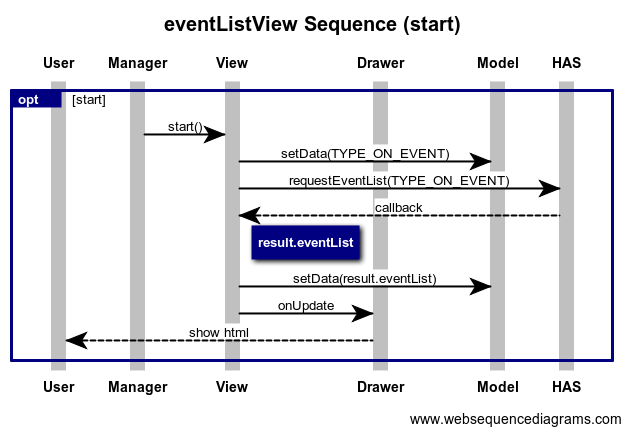 eventListView Sequence (start)
User Manager View Drawer Model HAS
opt [start]
start()
setData(TYPE_ON_EVENT)
requestEventList(TYPE_ON_EVENT)
callback
result.eventList
setData(result.eventList)
onUpdate
show html
User Manager View Drawer Model HAS
www.websequencediagrams.com